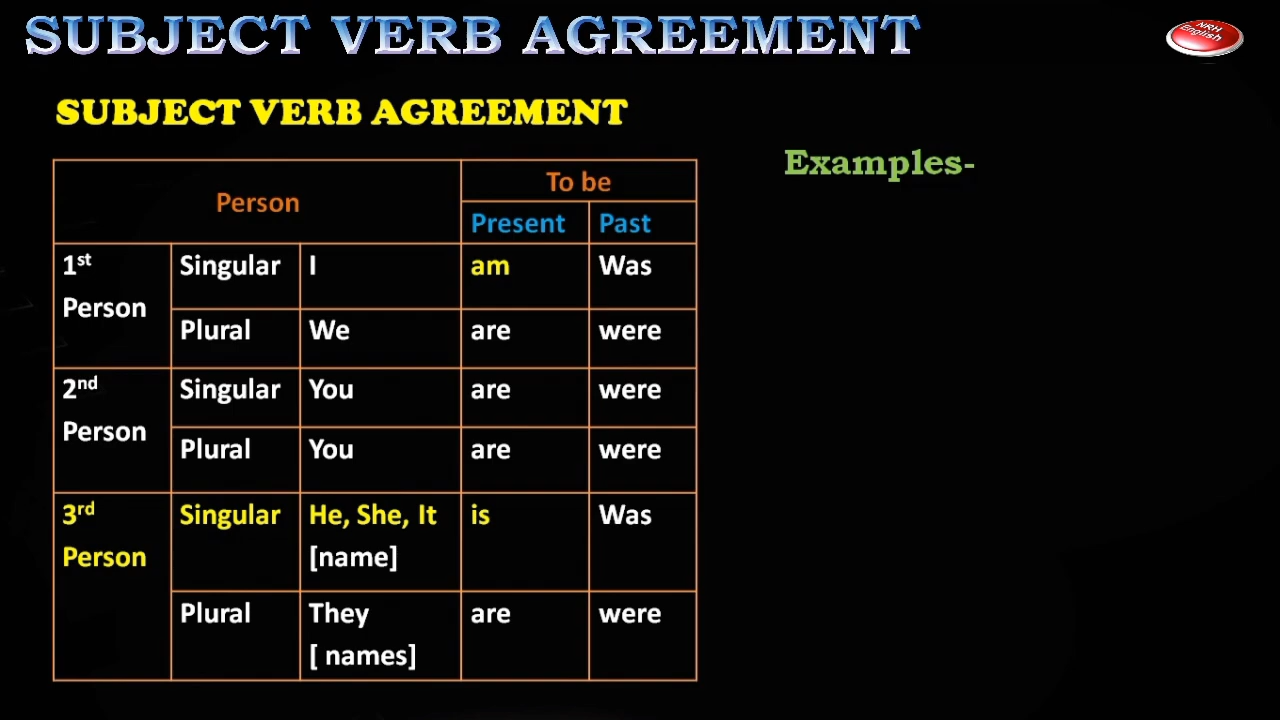 SUBJECT VERB AGREEMENT
NRH
English
SUBJECT VERB AGREEMENT
Examples-
Person
To be
Present Past
1st
Person
Singular I am Was
Plural We are were
2nd
Person
Singular You are were
Plural You are were
3rd
Person
Singular He, She, It
[name]
is Was
Plural They
[ names]
are were